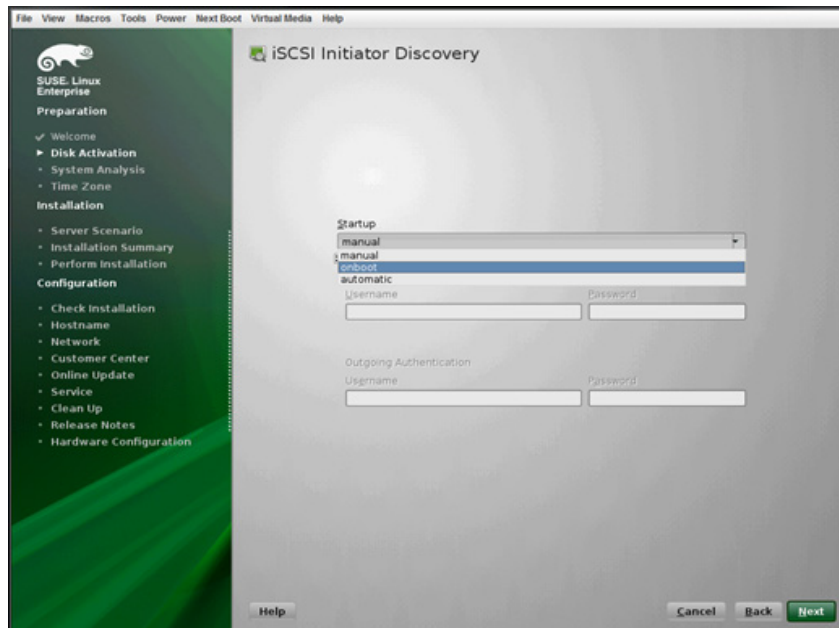 File View Macros Tools Power Next Boot Virtual Media Help
SUSE. Linux
Enterprise
Preparation
Welcome
Disk Activation
System Analysis
Time Zone
Installation
Server Scenario
Installation Summary
Perform Installation
Configuration
Check Installation
Hostname
Network
Customer Center
Online Update
Service
Clean Up
Release Notes
Hardware Configuration
iSCSI Initiator Discovery
Startup
manual
manual
onboot
automatic
Username Password
Outgoing Authentication
Username Password
Help Cancel Back Next